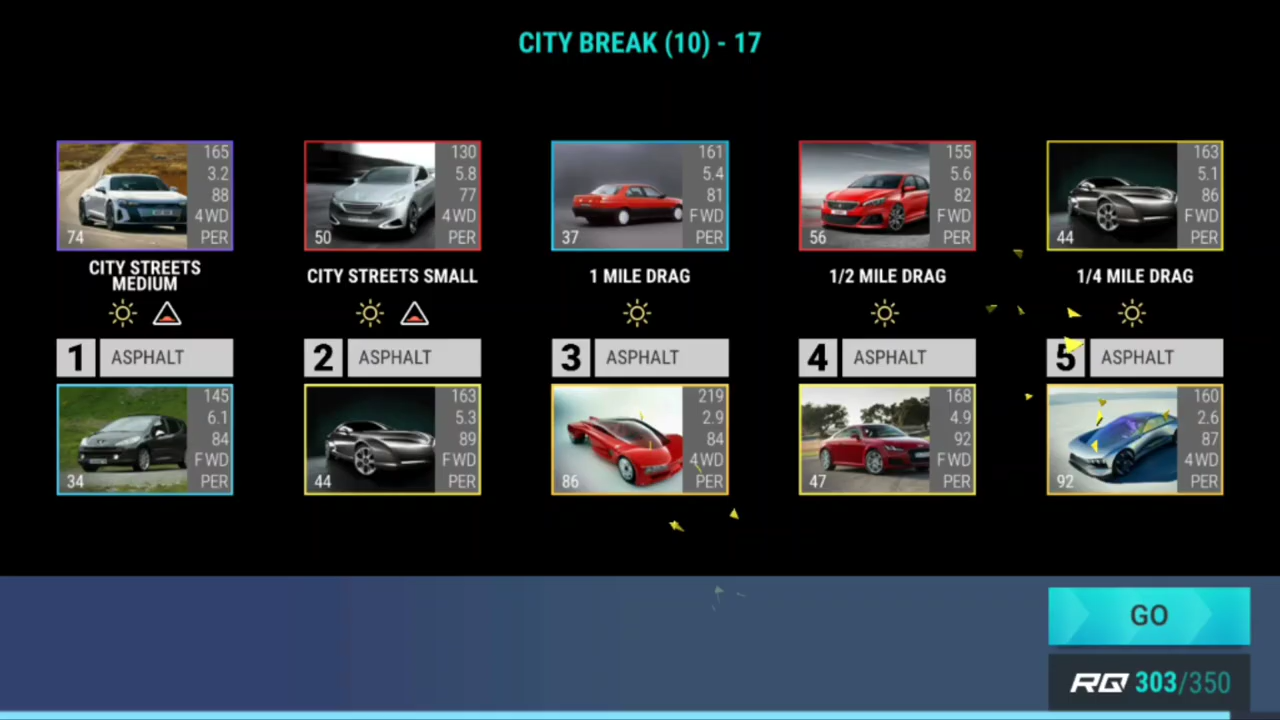 CITY BREAK (10) - 17
165
3.2
88
4WD
PER
74
130
5.8
77
4WD
PER
50
161
5.4
81
FWD
PER
37
155
5.6
82
FWD
PER
56
163
5.1
86
FWD
PER
44
CITY STREETS
MEDIUM
CITY STREETS SMALL
1 MILE DRAG
1/2 MILE DRAG
1/4 MILE DRAG
1 ASPHALT
2 ASPHALT
3 ASPHALT
4 ASPHALT
5 ASPHALT
145
6.1
84
FWD
PER
34
163
5.3
89
FWD
PER
44
219
2.9
84
4WD
PER
86
168
4.9
92
FWD
PER
47
160
2.6
87
4WD
PER
92
GO
RQ 303/350